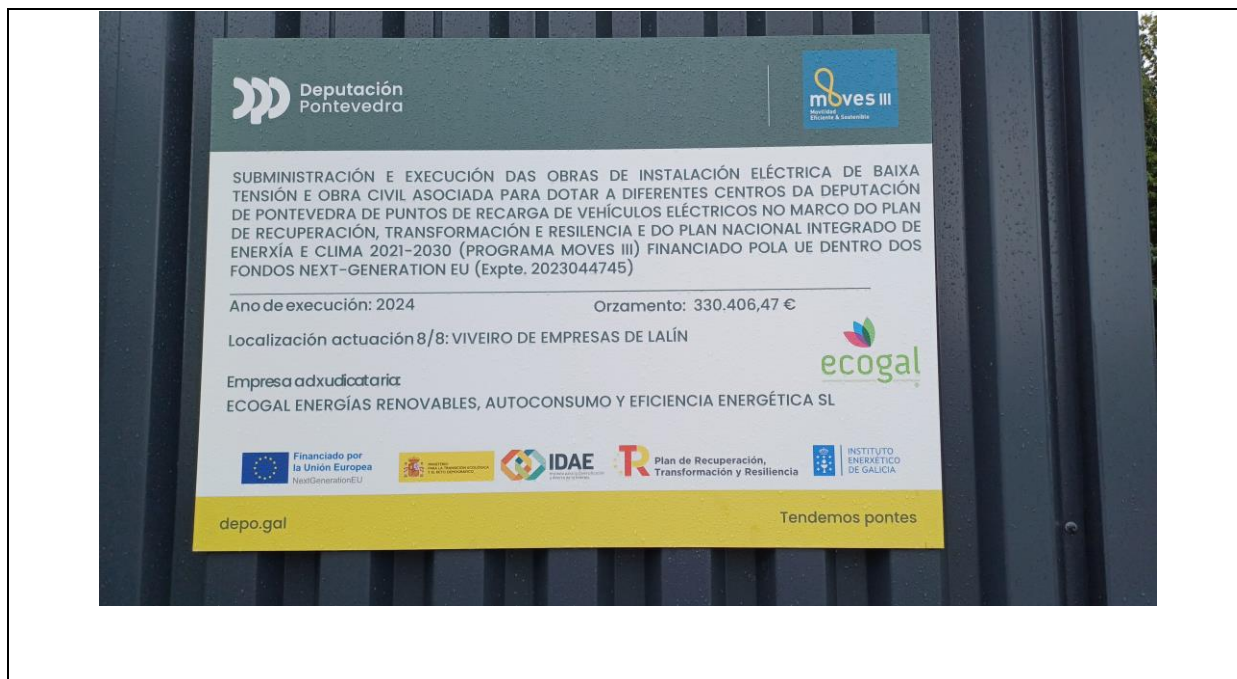 Deputación
Pontevedra
moves III
Movilidad
Eficiente & Sostenible
SUBMINISTRACIÓN E EXECUCIÓN DAS OBRAS DE INSTALACIÓN ELÉCTRICA DE BAIXA
TENSIÓN E OBRA CIVIL ASOCIADA PARA DOTAR A DIFERENTES CENTROS DA DEPUTACIÓN
DE PONTEVEDRA DE PUNTOS DE RECARGA DE VEHÍCULOS ELÉCTRICOS NO MARCO DO PLAN
DE RECUPERACIÓN, TRANSFORMACIÓN E RESILENCIA E DO PLAN NACIONAL INTEGRADO DE
ENERXÍA E CLIMA 2021-2030 (PROGRAMA MOVES III) FINANCIADO POLA UE DENTRO DOS
FONDOS NEXT-GENERATION EU (Expte. 2023044745)
Ano de execución: 2024 Orzamento: 330.406,47 €
Localización actuación 8/8: VIVEIRO DE EMPRESAS DE LALÍN
ecogal
Empresa adxudicataria:
ECOGAL ENERGÍAS RENOVABLES, AUTOCONSUMO Y EFICIENCIA ENERGÉTICA SL
Financiado por
la Unión Europea
NextGenerationEU
IDAE
Plan de Recuperación,
Transformación y Resiliencia
INSTITUTO
ENERXÉTICO
DE GALICIA
depo.gal Tendemos pontes